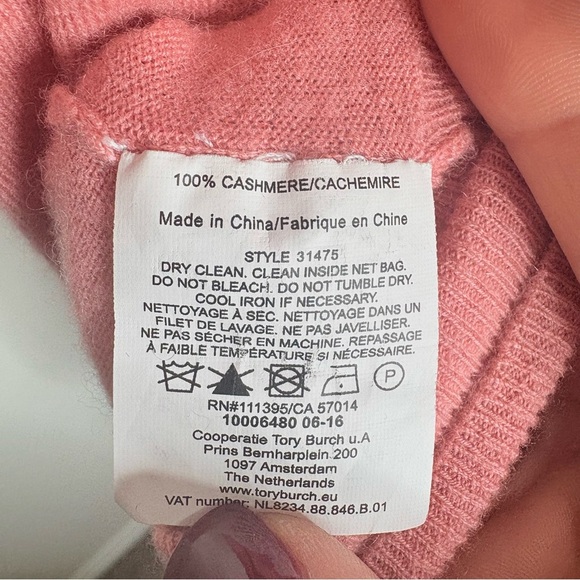 100% CASHMERE/CACHEMIRE
Made in China/Fabrique en Chine
STYLE 31475
DRY CLEAN. CLEAN INSIDE NET BAG.
DO NOT BLEACH. DO NOT TUMBLE DRY.
COOL IRON IF NECESSARY.
NETTOYAGE À SEC. NETTOYAGE DANS UN
FILET DE LAVAGE. NE PAS JAVELLISER.
NE PAS SÉCHER EN MACHINE. REPASSAGE
À FAIBLE TEMPÉRATURE SI NÉCESSAIRE.
P
RN#111395/CA 57014
10006480 06-16
Cooperatie Tory Burch u.A
Prins Bernharplein 200
1097 Amsterdam
The Netherlands
www.toryburch.eu
VAT number: NL8234.88.846.B.01